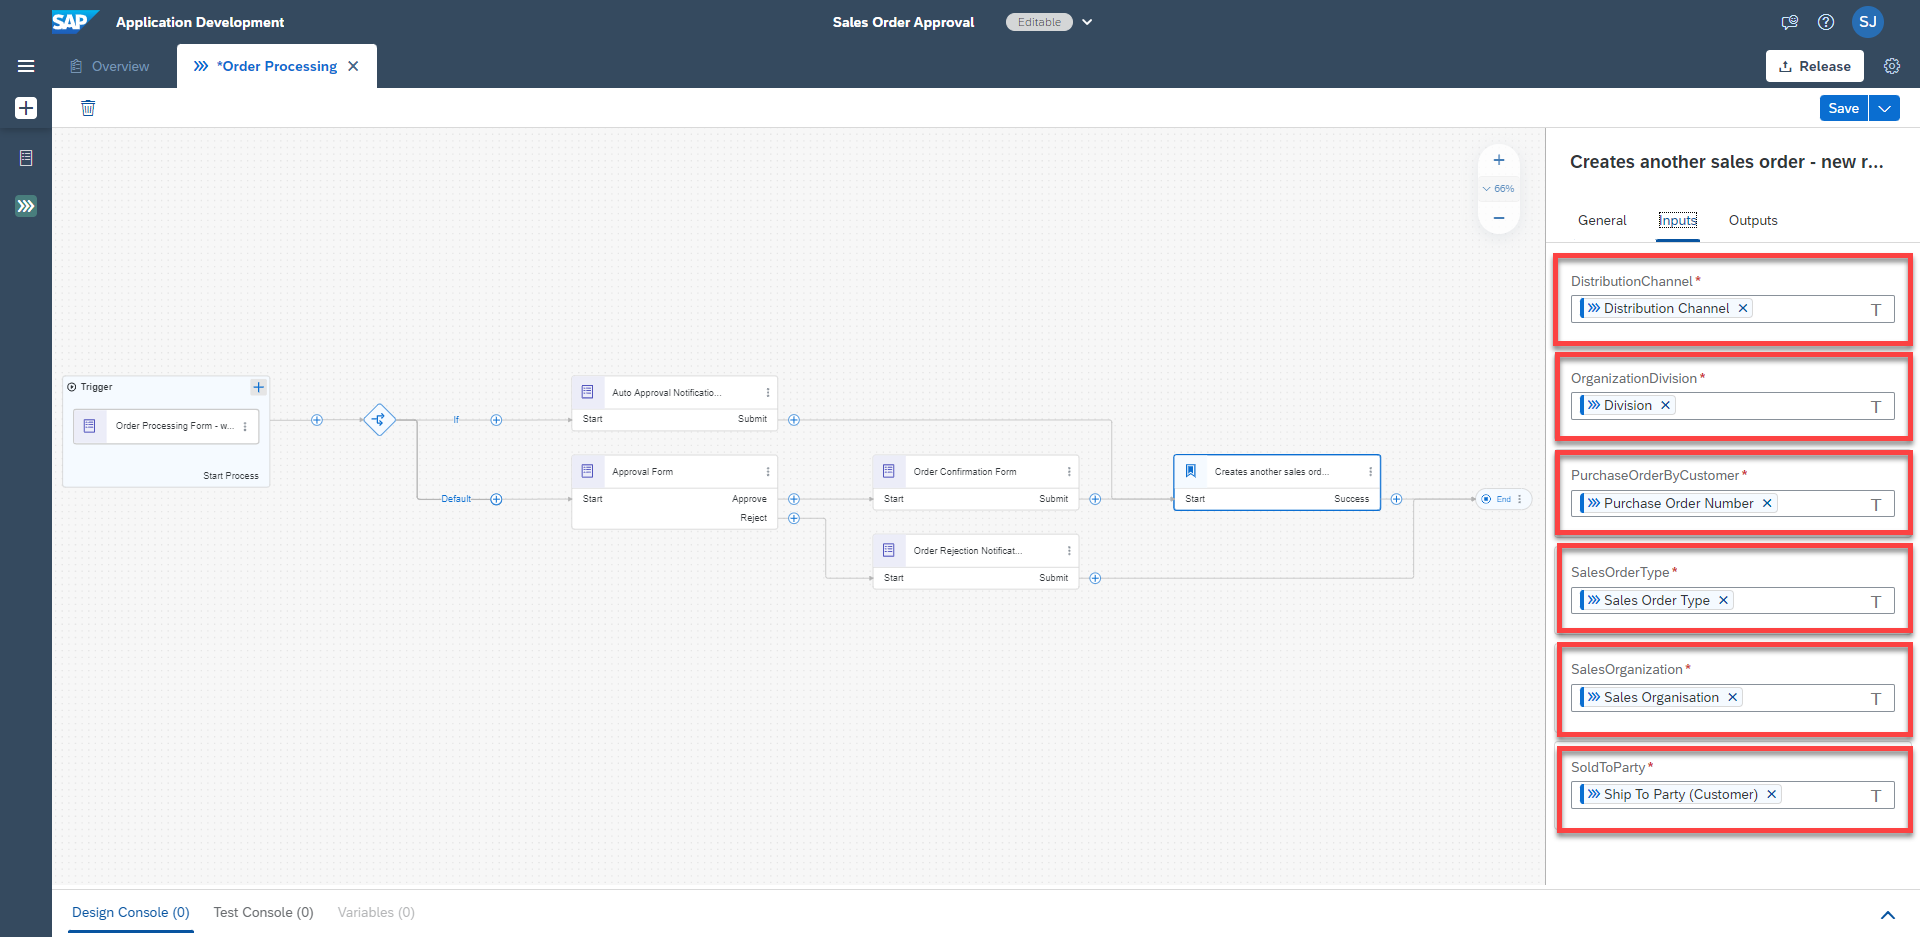 SAP Application Development
Sales Order Approval Editable
SJ
Overview
*Order Processing
Release
Save
66%
Trigger
Order Processing Form - w...
Start Process
If
Default
Auto Approval Notificatio...
Start Submit
Approval Form
Start Approve
Reject
Order Confirmation Form
Start Submit
Order Rejection Notificat...
Start Submit
Creates another sales ord...
Start Success
End
Creates another sales order - new r...
General Inputs Outputs
DistributionChannel*
Distribution Channel
OrganizationDivision*
Division
PurchaseOrderByCustomer*
Purchase Order Number
SalesOrderType*
Sales Order Type
SalesOrganization*
Sales Organisation
SoldToParty*
Ship To Party (Customer)
Design Console (0) Test Console (0) Variables (0)